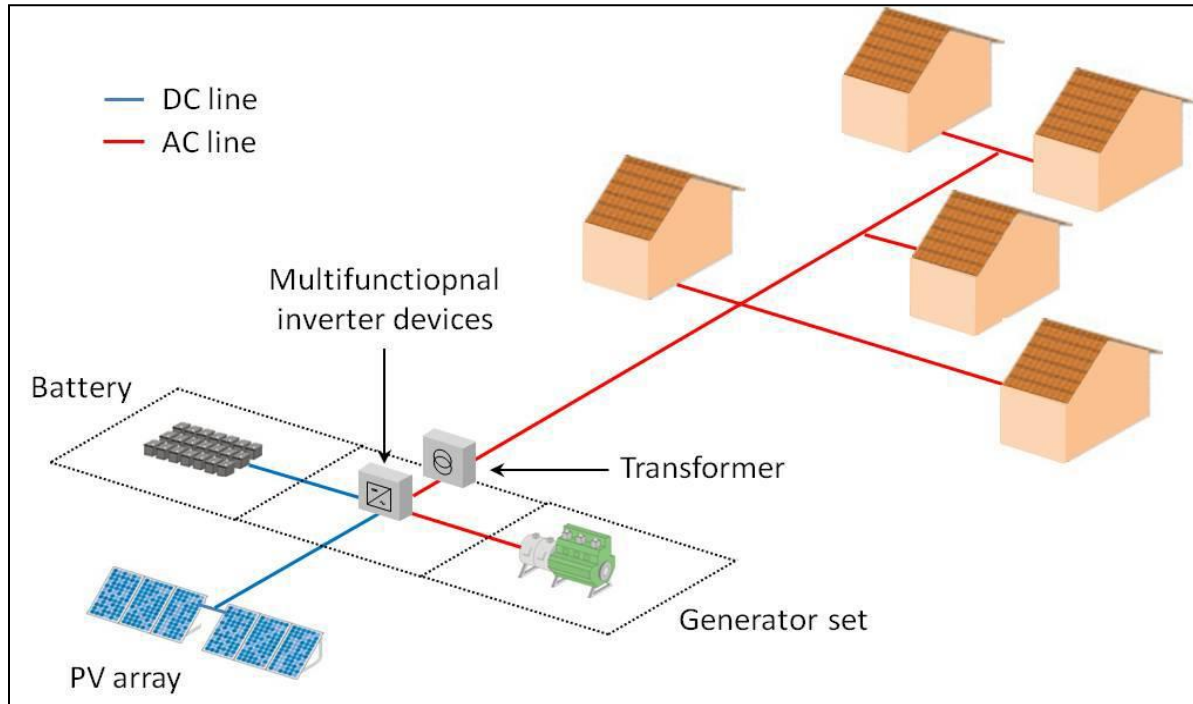 DC line
AC line
Multifunctiopnal
inverter devices
Battery
Transformer
Generator set
PV array